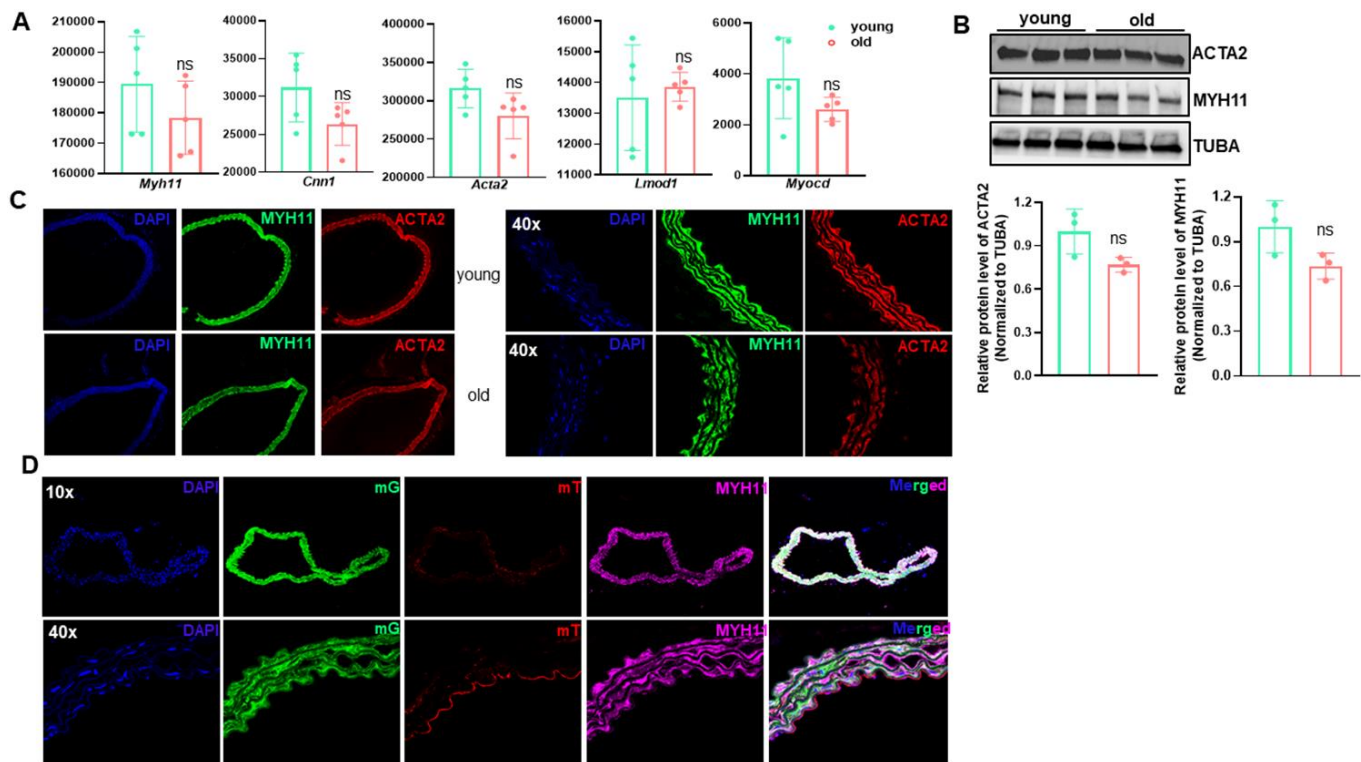 A
210000
200000
190000
180000
170000
160000
ns
Myh11
40000
35000
30000
25000
20000
ns
Cnn1
400000
350000
300000
250000
200000
ns
Acta2
16000
15000
14000
13000
12000
11000
ns
Lmod1
6000
4000
2000
0
ns
Myocd
young
old
B
young old
ACTA2
MYH11
TUBA
Relative protein level of ACTA2
(Normalized to TUBA)
1.2
0.9
0.6
0.3
0.0
ns
Relative protein level of MYH11
(Normalized to TUBA)
1.2
0.9
0.6
0.3
0.0
ns
C
DAPI MYH11 ACTA2
young
40x DAPI MYH11 ACTA2
DAPI MYH11 ACTA2
old
40x DAPI MYH11 ACTA2
D
10x DAPI mG mT MYH11 Merged
40x DAPI mG mT MYH11 Merged